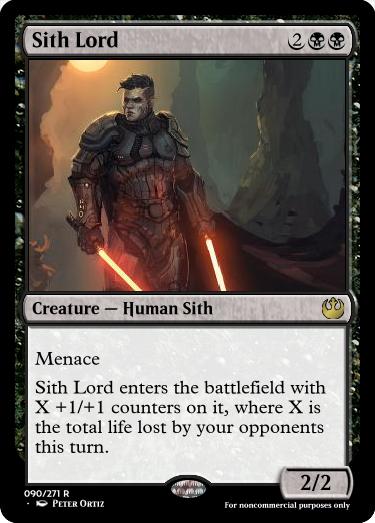 Sith Lord 2
Creature — Human Sith
Menace
Sith Lord enters the battlefield with
X +1/+1 counters on it, where X is
the total life lost by your opponents
this turn.
2/2
090/271 R
· Peter Ortiz
For noncommercial purposes only